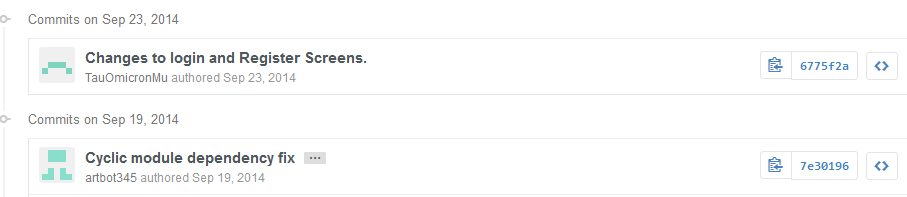 Commits on Sep 23, 2014
Changes to login and Register Screens.
TauOmicronMu authored Sep 23, 2014
6775f2a
Commits on Sep 19, 2014
Cyclic module dependency fix ...
artbot345 authored Sep 19, 2014
7e30196